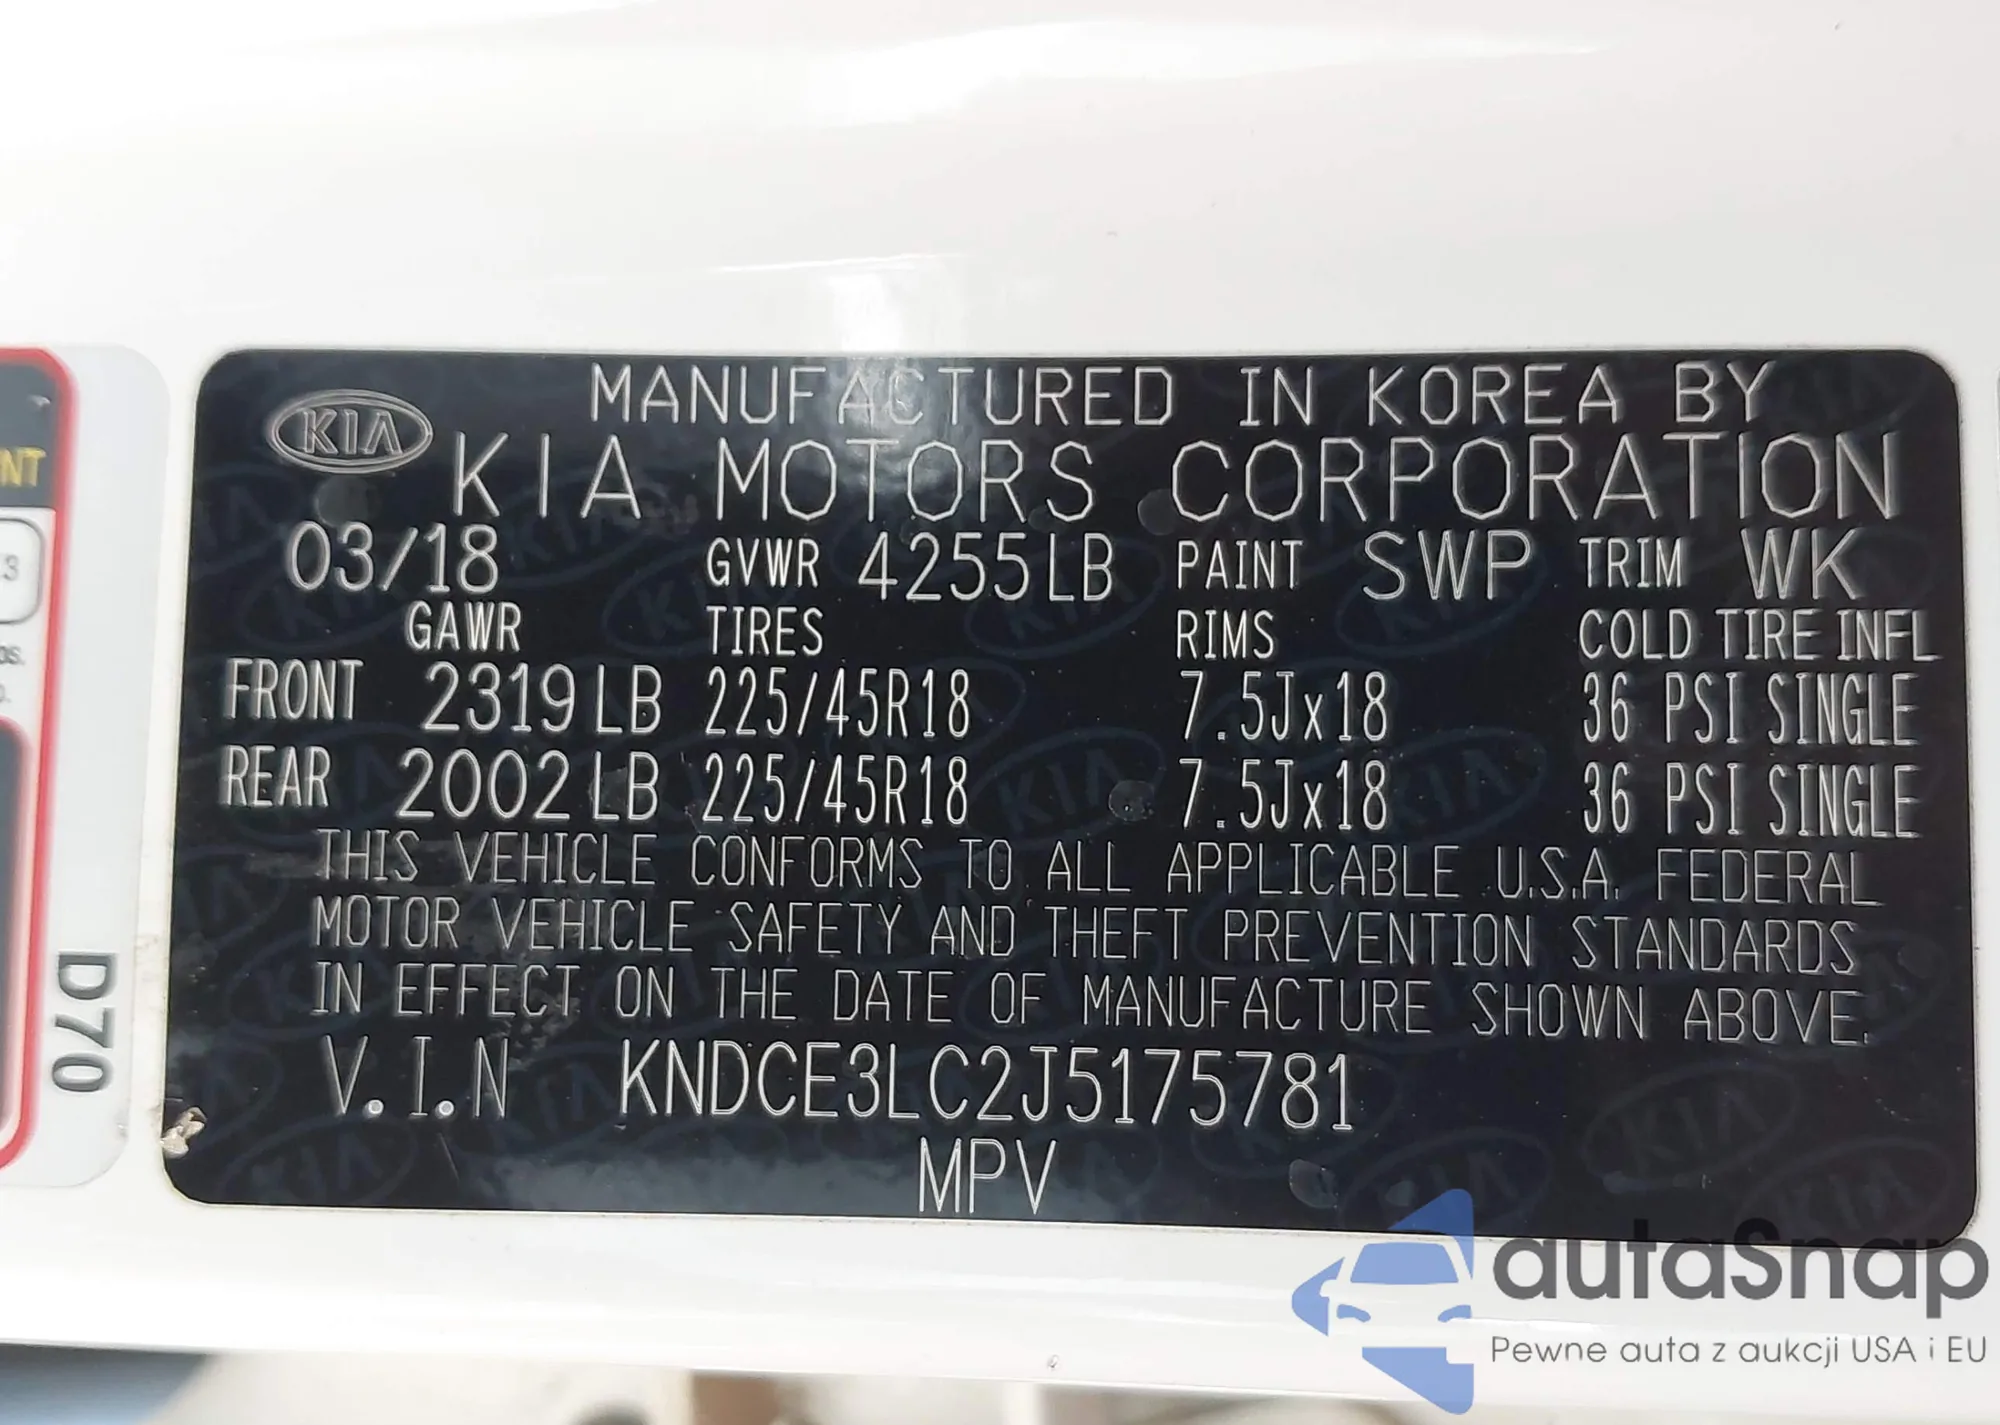 MANUFACTURED IN KOREA BY
KIA
KIA MOTORS CORPORATION
03/18 GVWR 4255LB PAINT SWP TRIM WK
GAWR TIRES RIMS COLD TIRE INFL
FRONT 2319LB 225/45R18 7.5Jx18 36 PSI SINGLE
REAR 2002LB 225/45R18 7.5Jx18 36 PSI SINGLE
THIS VEHICLE CONFORMS TO ALL APPLICABLE U.S.A. FEDERAL
MOTOR VEHICLE SAFETY AND THEFT PREVENTION STANDARDS
IN EFFECT ON THE DATE OF MANUFACTURE SHOWN ABOVE.
V.I.N KNDCE3LC2J5175781
MPV
D70
autaSnap
Pewne auta z aukcji USA i EU